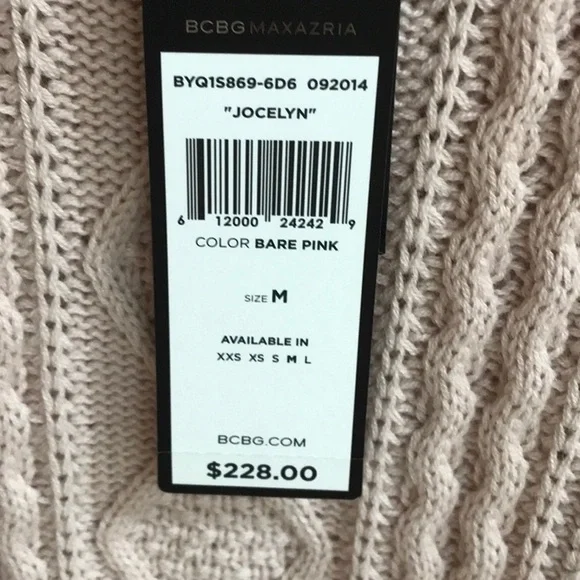 BCBGMAXAZRIA
BYQ1S869-6D6 092014
"JOCELYN"
6 12000 24242 9
COLOR BARE PINK
SIZE M
AVAILABLE IN
XXS XS S M L
BCBG.COM
$228.00